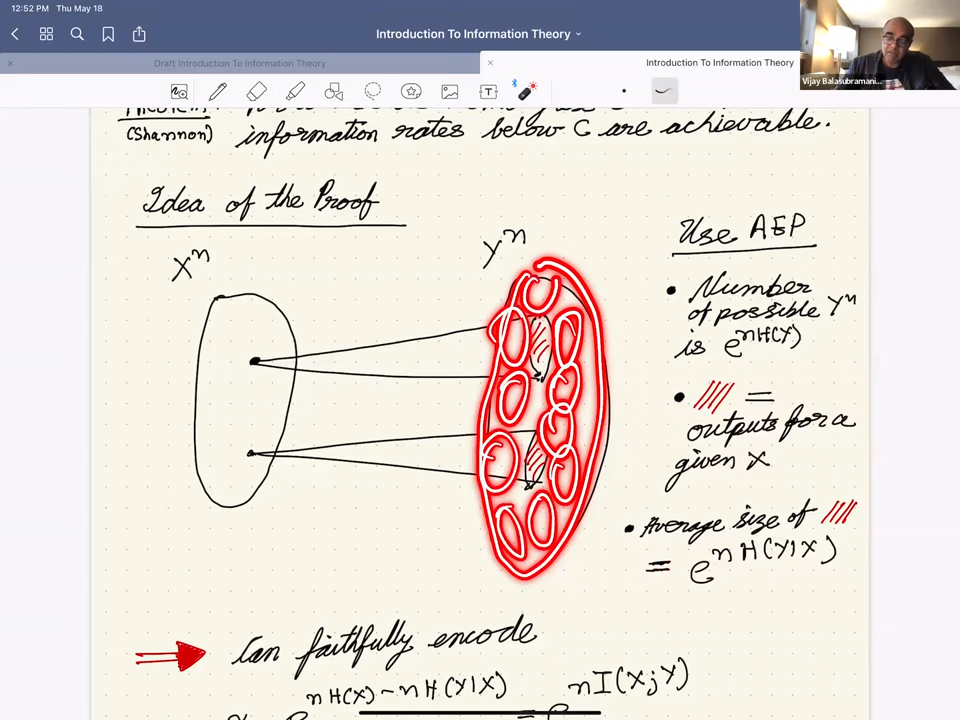 12:52 PM Thu May 18
Introduction To Information Theory
Draft Introduction To Information Theory
Introduction To Information Theory
Vijay Balasubramani...
T
Theorem:
(Shannon)
information rates below C are achievable.
Idea of the Proof
X^n
Y^n
Use AEP
• Number
of possible Y^n
is e^{nH(Y)}
• //// =
outputs for a
given X
• Average size of ////
= e^{nH(Y|X)}
⇒ Can faithfully encode
nH(X) - nH(Y|X)
nI(X;Y)